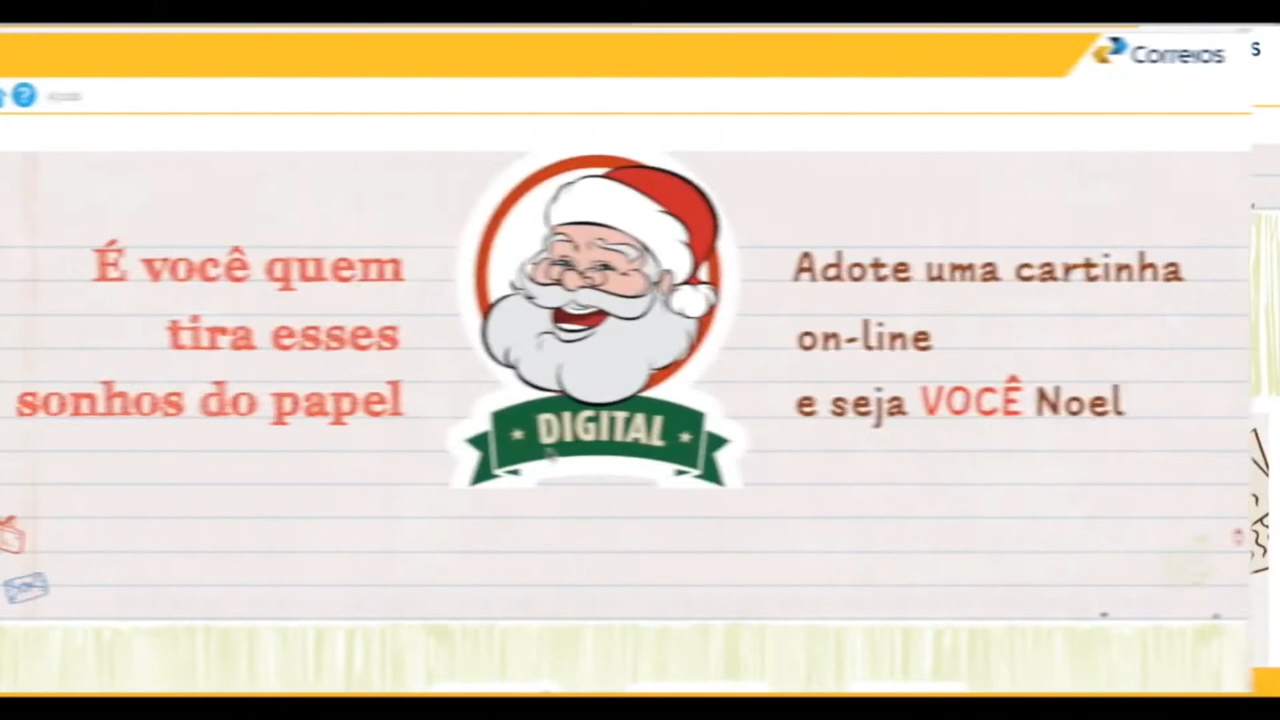 Correios
S
?
É você quem
tira esses
sonhos do papel
DIGITAL
Adote uma cartinha
on-line
e seja VOCÊ Noel